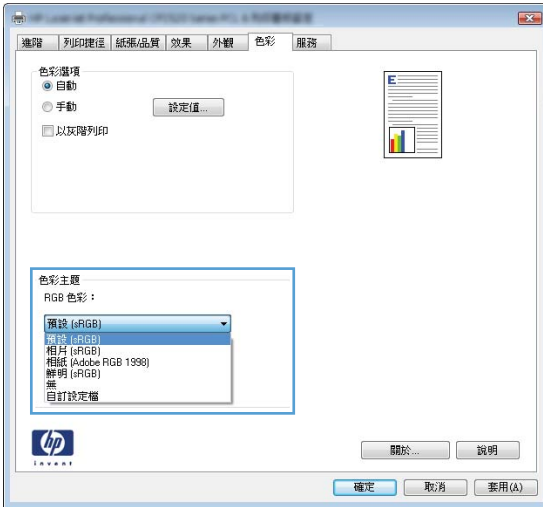 進階 列印捷徑 紙張/品質 效果 外觀 色彩 服務
色彩選項
自動
手動
設定值...
以灰階列印
E
色彩主題
RGB 色彩：
預設 (sRGB)
預設 (sRGB)
相片 (sRGB)
相紙 (Adobe RGB 1998)
鮮明 (sRGB)
無
自訂設定檔
hp
invent
關於... 說明
確定 取消 套用(A)